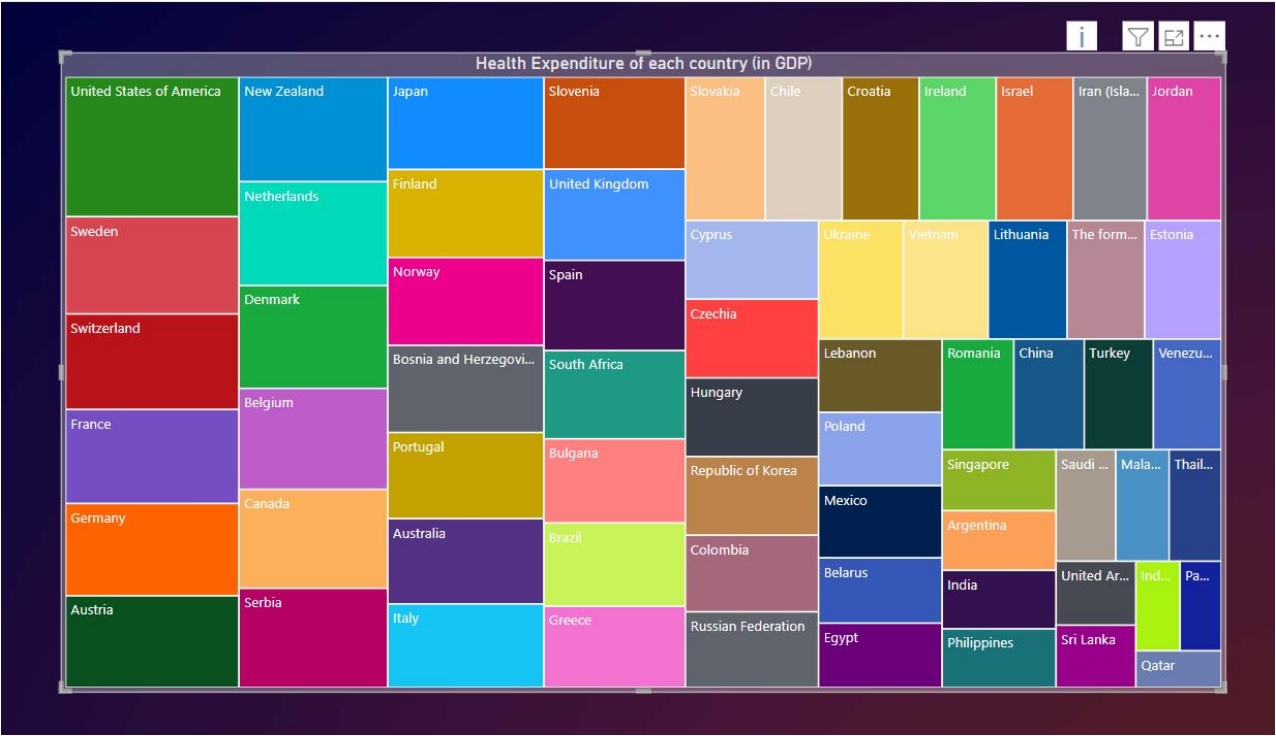 i
Health Expenditure of each country (in GDP)
United States of America
Sweden
Switzerland
France
Germany
Austria
New Zealand
Netherlands
Denmark
Belgium
Canada
Serbia
Japan
Finland
Norway
Bosnia and Herzegovi...
Portugal
Australia
Italy
Slovenia
United Kingdom
Spain
South Africa
Bulgaria
Brazil
Greece
Slovakia
Chile
Croatia
Ireland
Israel
Iran (Isla...
Jordan
Cyprus
Czechia
Hungary
Republic of Korea
Colombia
Russian Federation
Ukraine
Vietnam
Lithuania
The form...
Estonia
Lebanon
Poland
Mexico
Belarus
Egypt
Romania
China
Turkey
Venezu...
Singapore
Argentina
India
Philippines
Saudi ...
Mala...
Thail...
United Ar...
Sri Lanka
Ind...
Pa...
Qatar